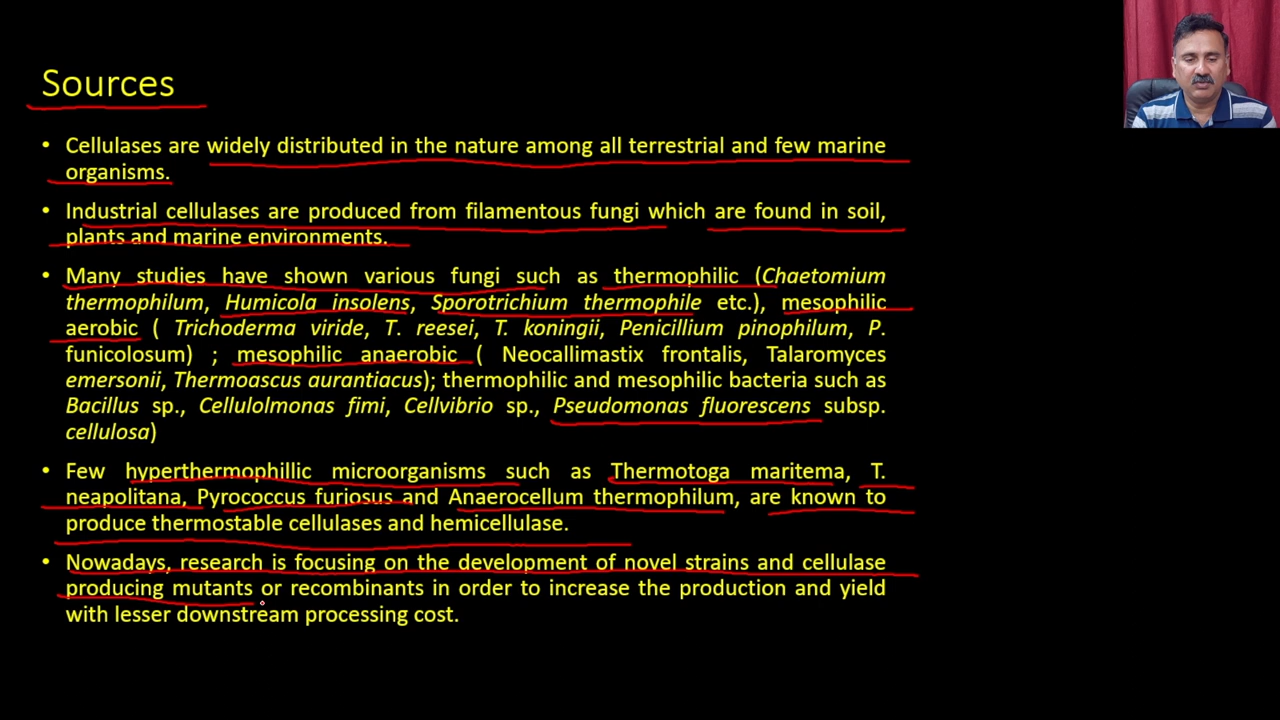 Sources
• Cellulases are widely distributed in the nature among all terrestrial and few marine
organisms.
• Industrial cellulases are produced from filamentous fungi which are found in soil,
plants and marine environments.
• Many studies have shown various fungi such as thermophilic (Chaetomium
thermophilum, Humicola insolens, Sporotrichium thermophile etc.), mesophilic
aerobic ( Trichoderma viride, T. reesei, T. koningii, Penicillium pinophilum, P.
funicolosum) ; mesophilic anaerobic ( Neocallimastix frontalis, Talaromyces
emersonii, Thermoascus aurantiacus); thermophilic and mesophilic bacteria such as
Bacillus sp., Cellulolmonas fimi, Cellvibrio sp., Pseudomonas fluorescens subsp.
cellulosa)
• Few hyperthermophillic microorganisms such as Thermotoga maritema, T.
neapolitana, Pyrococcus furiosus and Anaerocellum thermophilum, are known to
produce thermostable cellulases and hemicellulase.
• Nowadays, research is focusing on the development of novel strains and cellulase
producing mutants or recombinants in order to increase the production and yield
with lesser downstream processing cost.